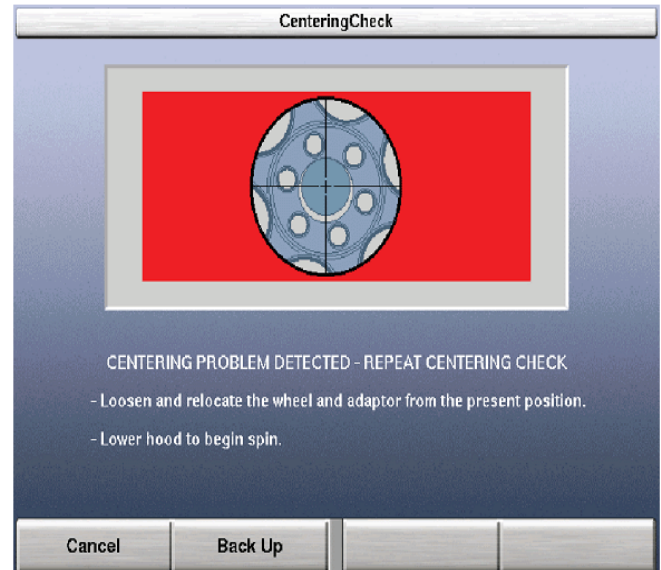 CenteringCheck
CENTERING PROBLEM DETECTED - REPEAT CENTERING CHECK
- Loosen and relocate the wheel and adaptor from the present position.
- Lower hood to begin spin.
Cancel Back Up